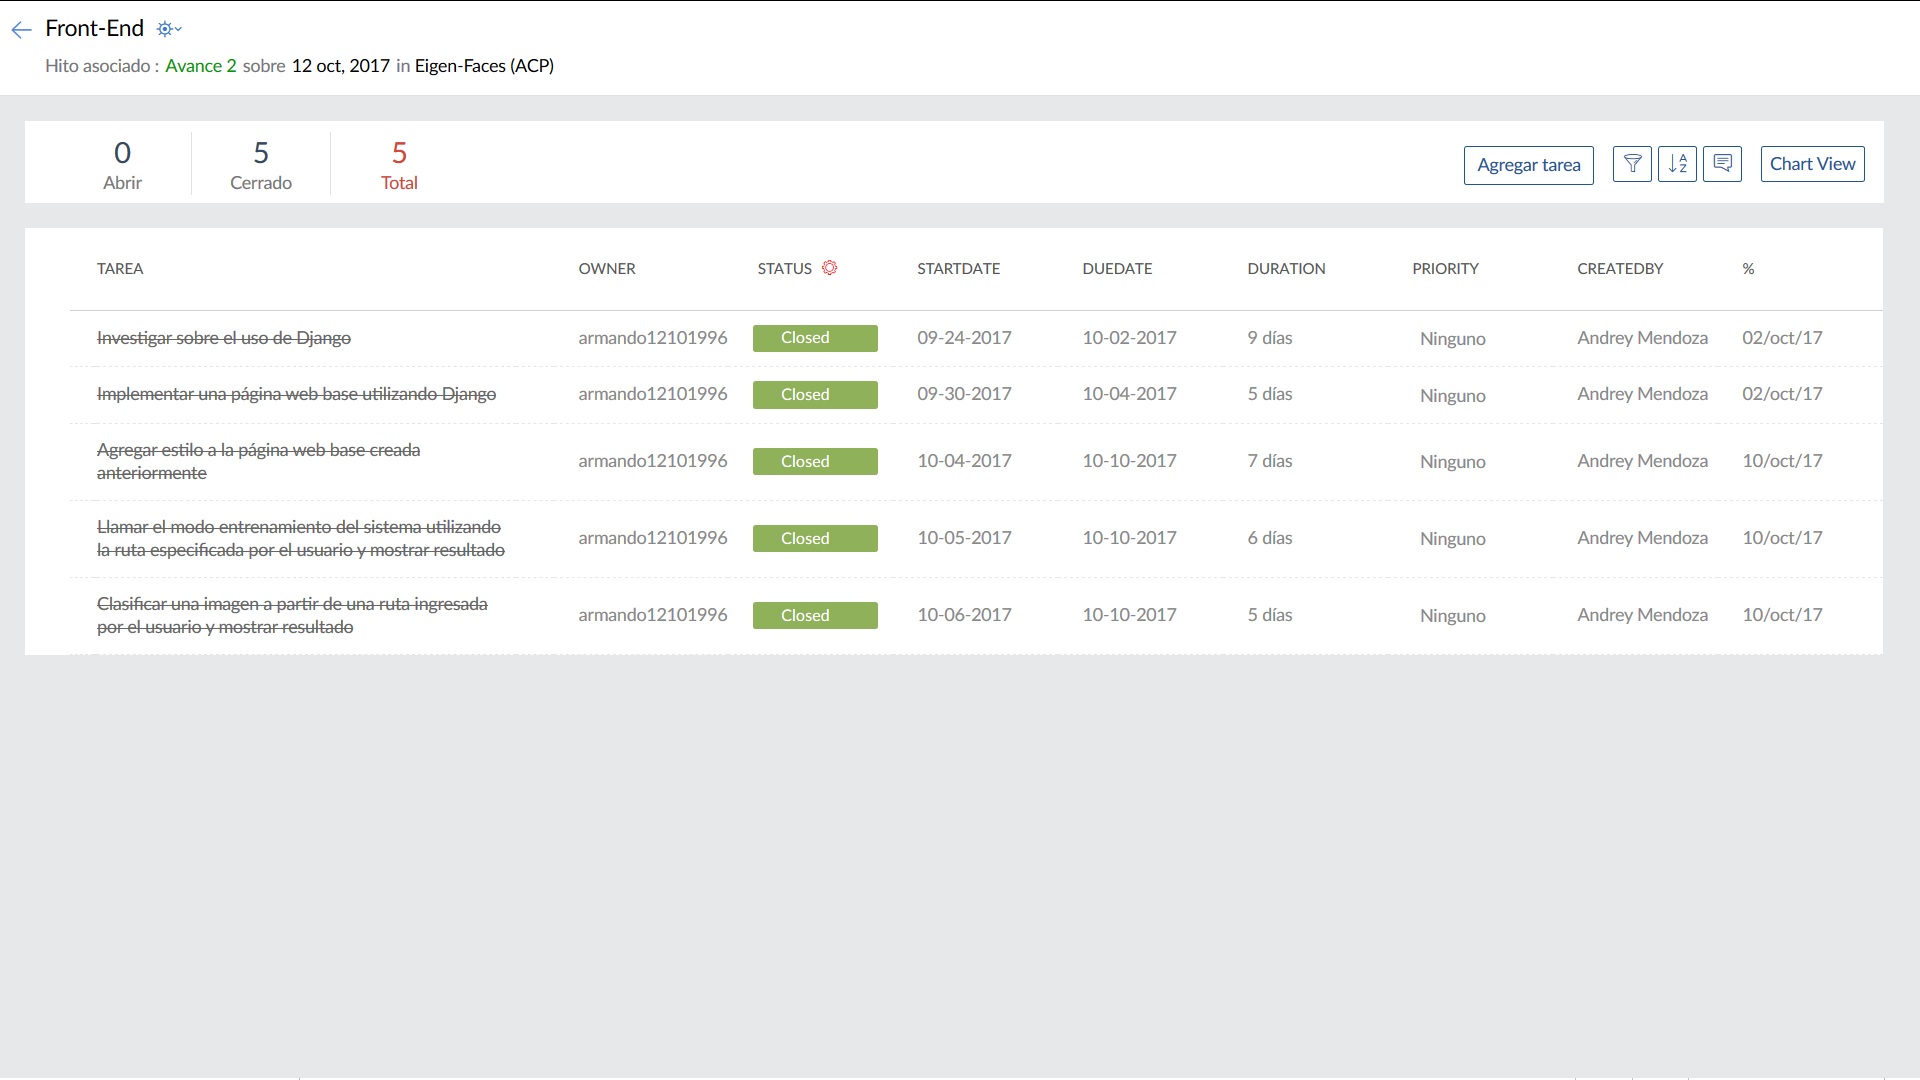 Front-End
Hito asociado : Avance 2 sobre 12 oct, 2017 in Eigen-Faces (ACP)
0 5 5
Abrir Cerrado Total
Agregar tarea A Z Chart View
TAREA OWNER STATUS STARTDATE DUEDATE DURATION PRIORITY CREATEDBY %
Investigar sobre el uso de Django armando12101996 Closed 09-24-2017 10-02-2017 9 días Ninguno Andrey Mendoza 02/oct/17
Implementar una página web base utilizando Django armando12101996 Closed 09-30-2017 10-04-2017 5 días Ninguno Andrey Mendoza 02/oct/17
Agregar estilo a la página web base creada
anteriormente armando12101996 Closed 10-04-2017 10-10-2017 7 días Ninguno Andrey Mendoza 10/oct/17
Llamar el modo entrenamiento del sistema utilizando
la ruta especificada por el usuario y mostrar resultado armando12101996 Closed 10-05-2017 10-10-2017 6 días Ninguno Andrey Mendoza 10/oct/17
Clasificar una imagen a partir de una ruta ingresada
por el usuario y mostrar resultado armando12101996 Closed 10-06-2017 10-10-2017 5 días Ninguno Andrey Mendoza 10/oct/17